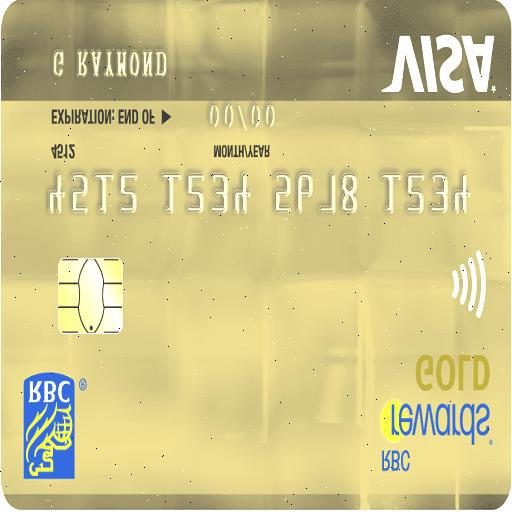 RBC
rewards®
RBC®
GOLD
4512 1234 5678 1234
4512 MONTH/YEAR
EXPIRATION: END OF ▶ 00/00
G RAYMOND
VISA